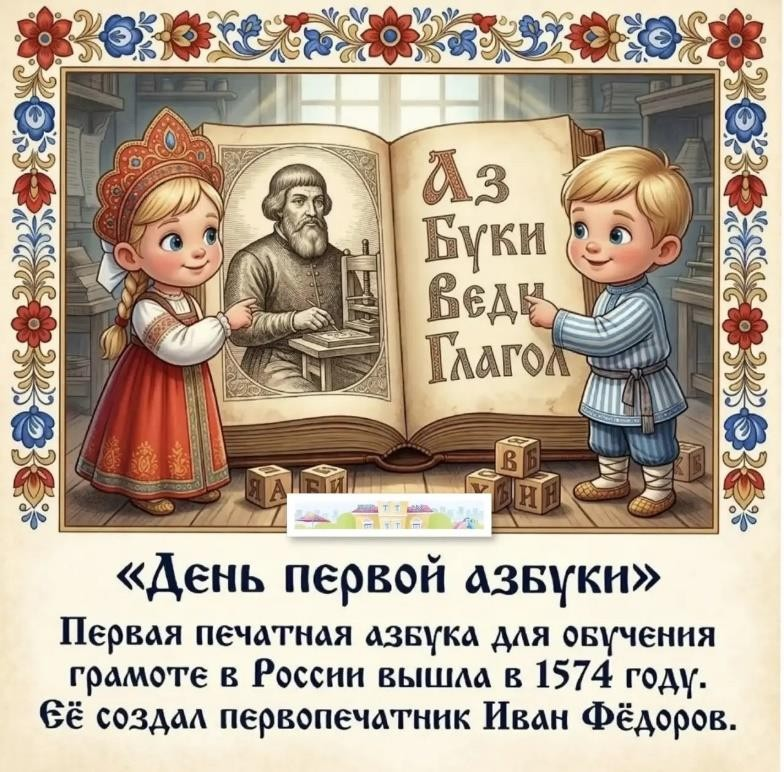 Аз
Буки
Веди
Глагол
Я А Б И
В Б
Ъ И Н
«День первой азбуки»
Первая печатная азбука для обучения
грамоте в России вышла в 1574 году.
Её создал первопечатник Иван Фёдоров.